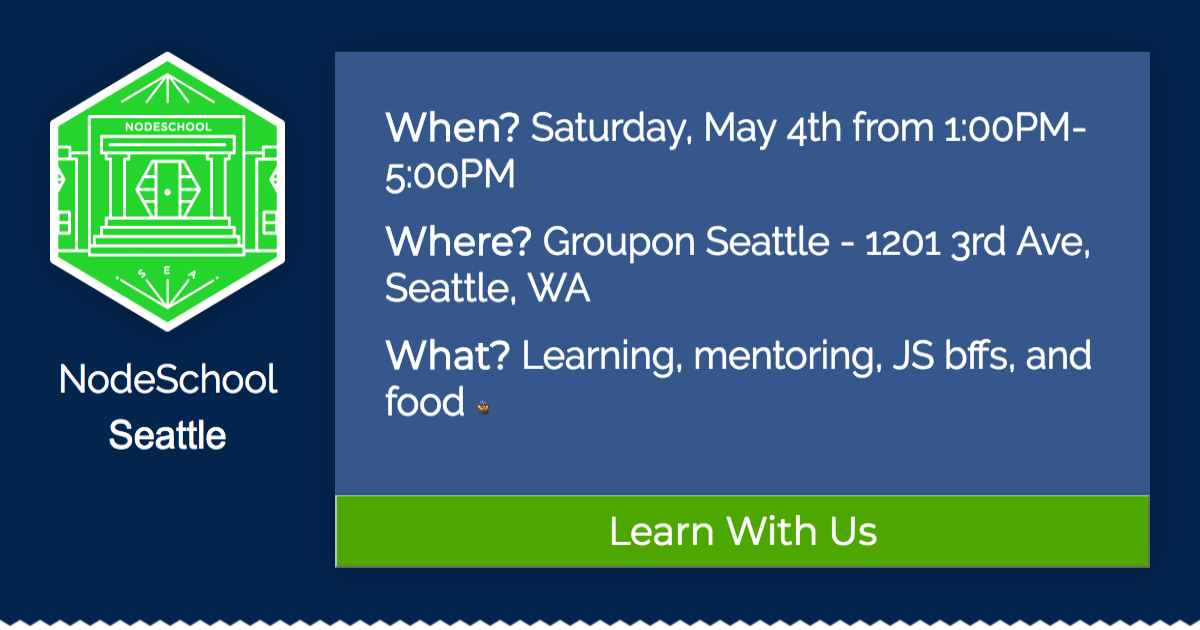 NODESCHOOL
SEA
NodeSchool
Seattle
When? Saturday, May 4th from 1:00PM-
5:00PM
Where? Groupon Seattle - 1201 3rd Ave,
Seattle, WA
What? Learning, mentoring, JS bffs, and
food
Learn With Us